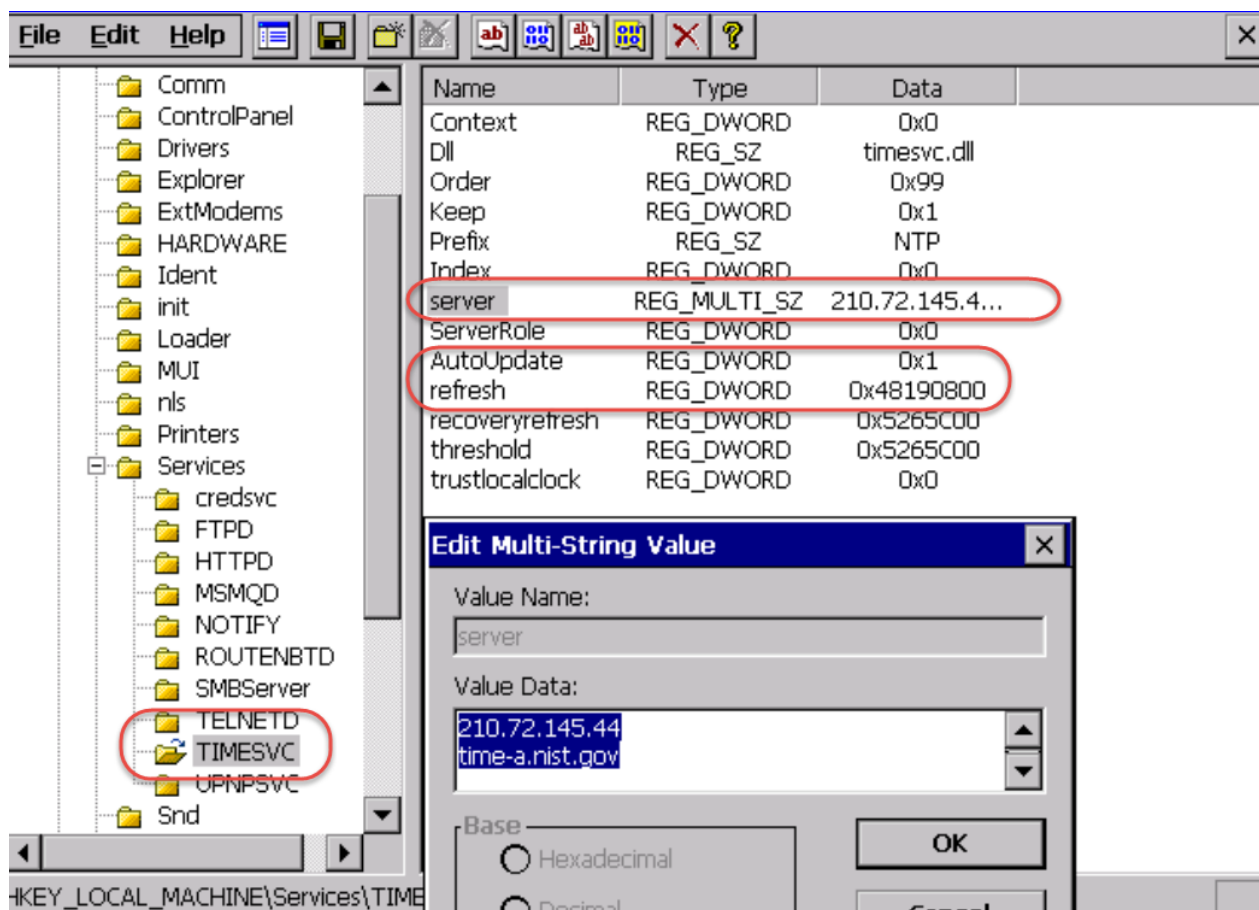 File Edit Help
Comm
ControlPanel
Drivers
Explorer
ExtModems
HARDWARE
Ident
init
Loader
MUI
nls
Printers
Services
credsvc
FTPD
HTTPD
MSMQD
NOTIFY
ROUTENBTD
SMBServer
TELNETD
TIMESVC
UPNPSVC
Snd
HKEY_LOCAL_MACHINE\Services\TIME
Name Type Data
Context REG_DWORD 0x0
Dll REG_SZ timesvc.dll
Order REG_DWORD 0x99
Keep REG_DWORD 0x1
Prefix REG_SZ NTP
Index REG_DWORD 0x0
server REG_MULTI_SZ 210.72.145.4...
ServerRole REG_DWORD 0x0
AutoUpdate REG_DWORD 0x1
refresh REG_DWORD 0x48190800
recoveryrefresh REG_DWORD 0x5265C00
threshold REG_DWORD 0x5265C00
trustlocalclock REG_DWORD 0x0
Edit Multi-String Value
Value Name:
server
Value Data:
210.72.145.44
time-a.nist.gov
Base
Hexadecimal
Decimal
OK
Cancel